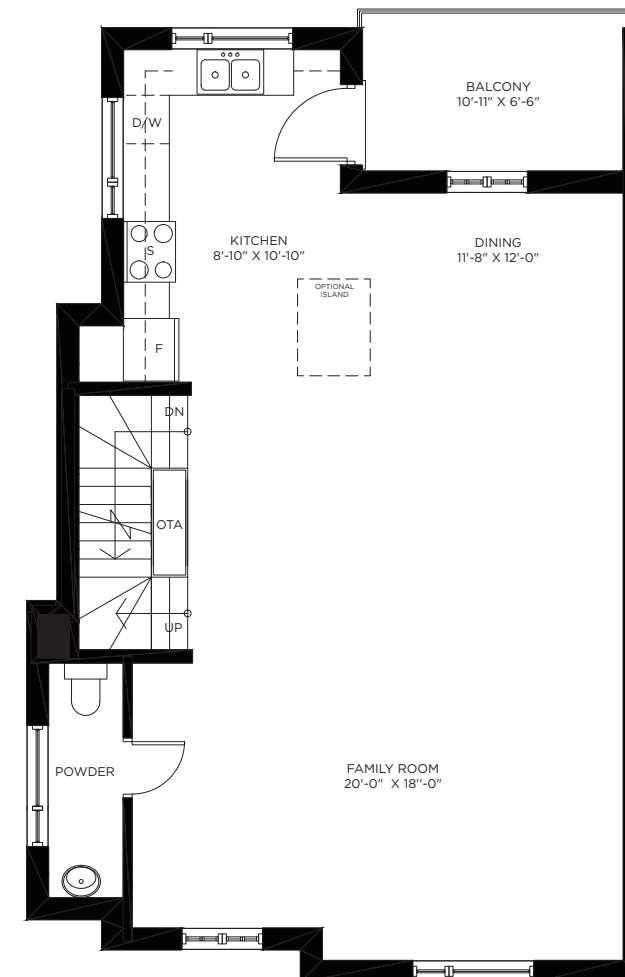 BALCONY
10'-11" X 6'-6"
D/W
KITCHEN
8'-10" X 10'-10"
DINING
11'-8" X 12'-0"
S
OPTIONAL
ISLAND
F
DN
OTA
UP
POWDER
FAMILY ROOM
20'-0" X 18''-0"